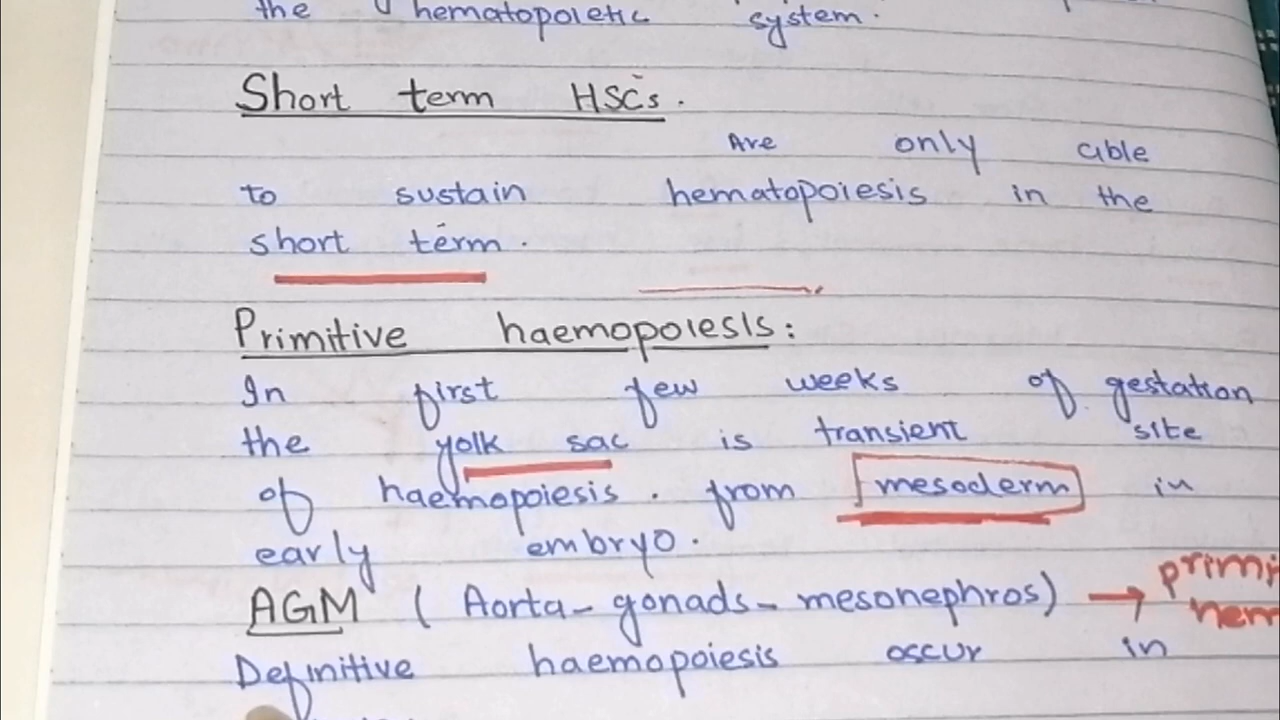 the hematopoietic system.
Short term HSCs.
Are only able
to sustain hematopoiesis in the
short term.
Primitive haemopoiesis:
In first few weeks of gestation
the yolk sac is transient site
of haemopoiesis. from mesoderm in
early embryo.
AGM ( Aorta- gonads- mesonephros) → primi
hem
Definitive haemopoiesis occur in